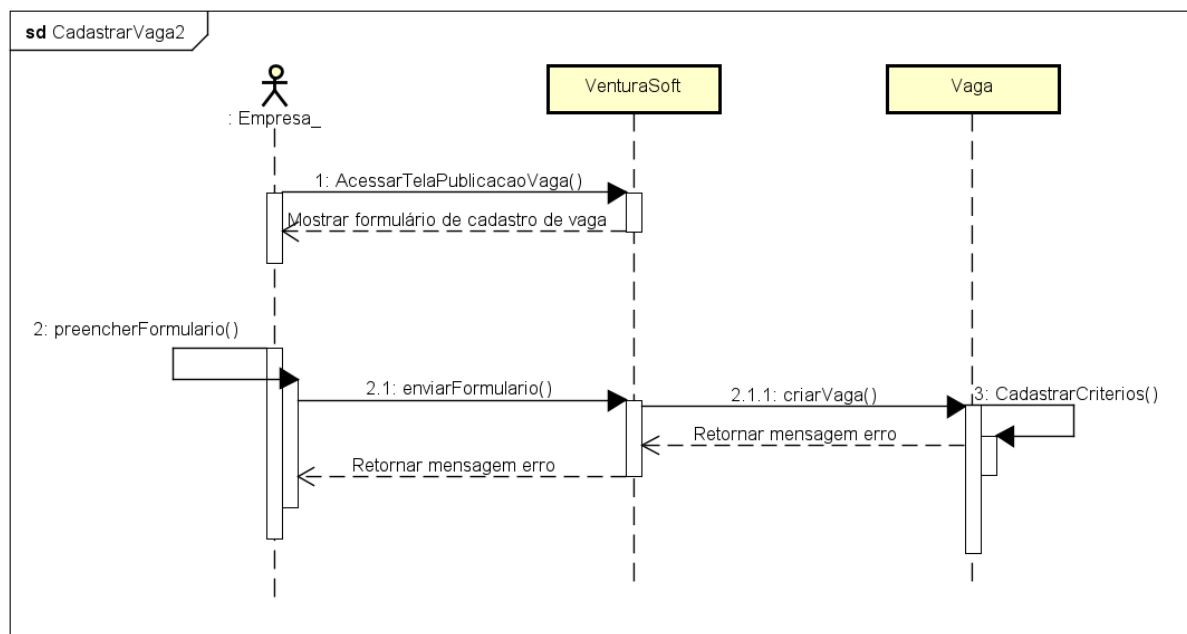 sd CadastrarVaga2
: Empresa_
VenturaSoft
Vaga
1: AcessarTelaPublicacaoVaga()
Mostrar formulário de cadastro de vaga
2: preencherFormulario()
2.1: enviarFormulario()
2.1.1: criarVaga()
3: CadastrarCriterios()
Retornar mensagem erro
Retornar mensagem erro